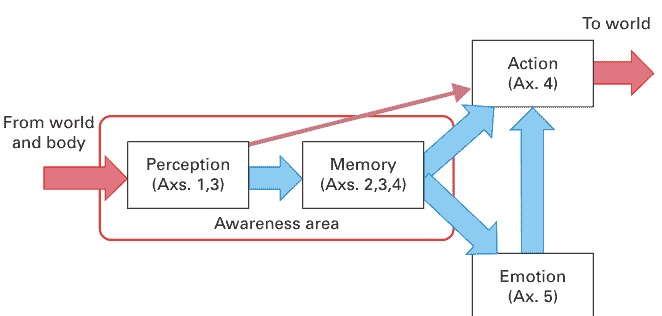 To world
Action
(Ax. 4)
From world
and body
Perception
(Axs. 1,3)
Memory
(Axs. 2,3,4)
Awareness area
Emotion
(Ax. 5)